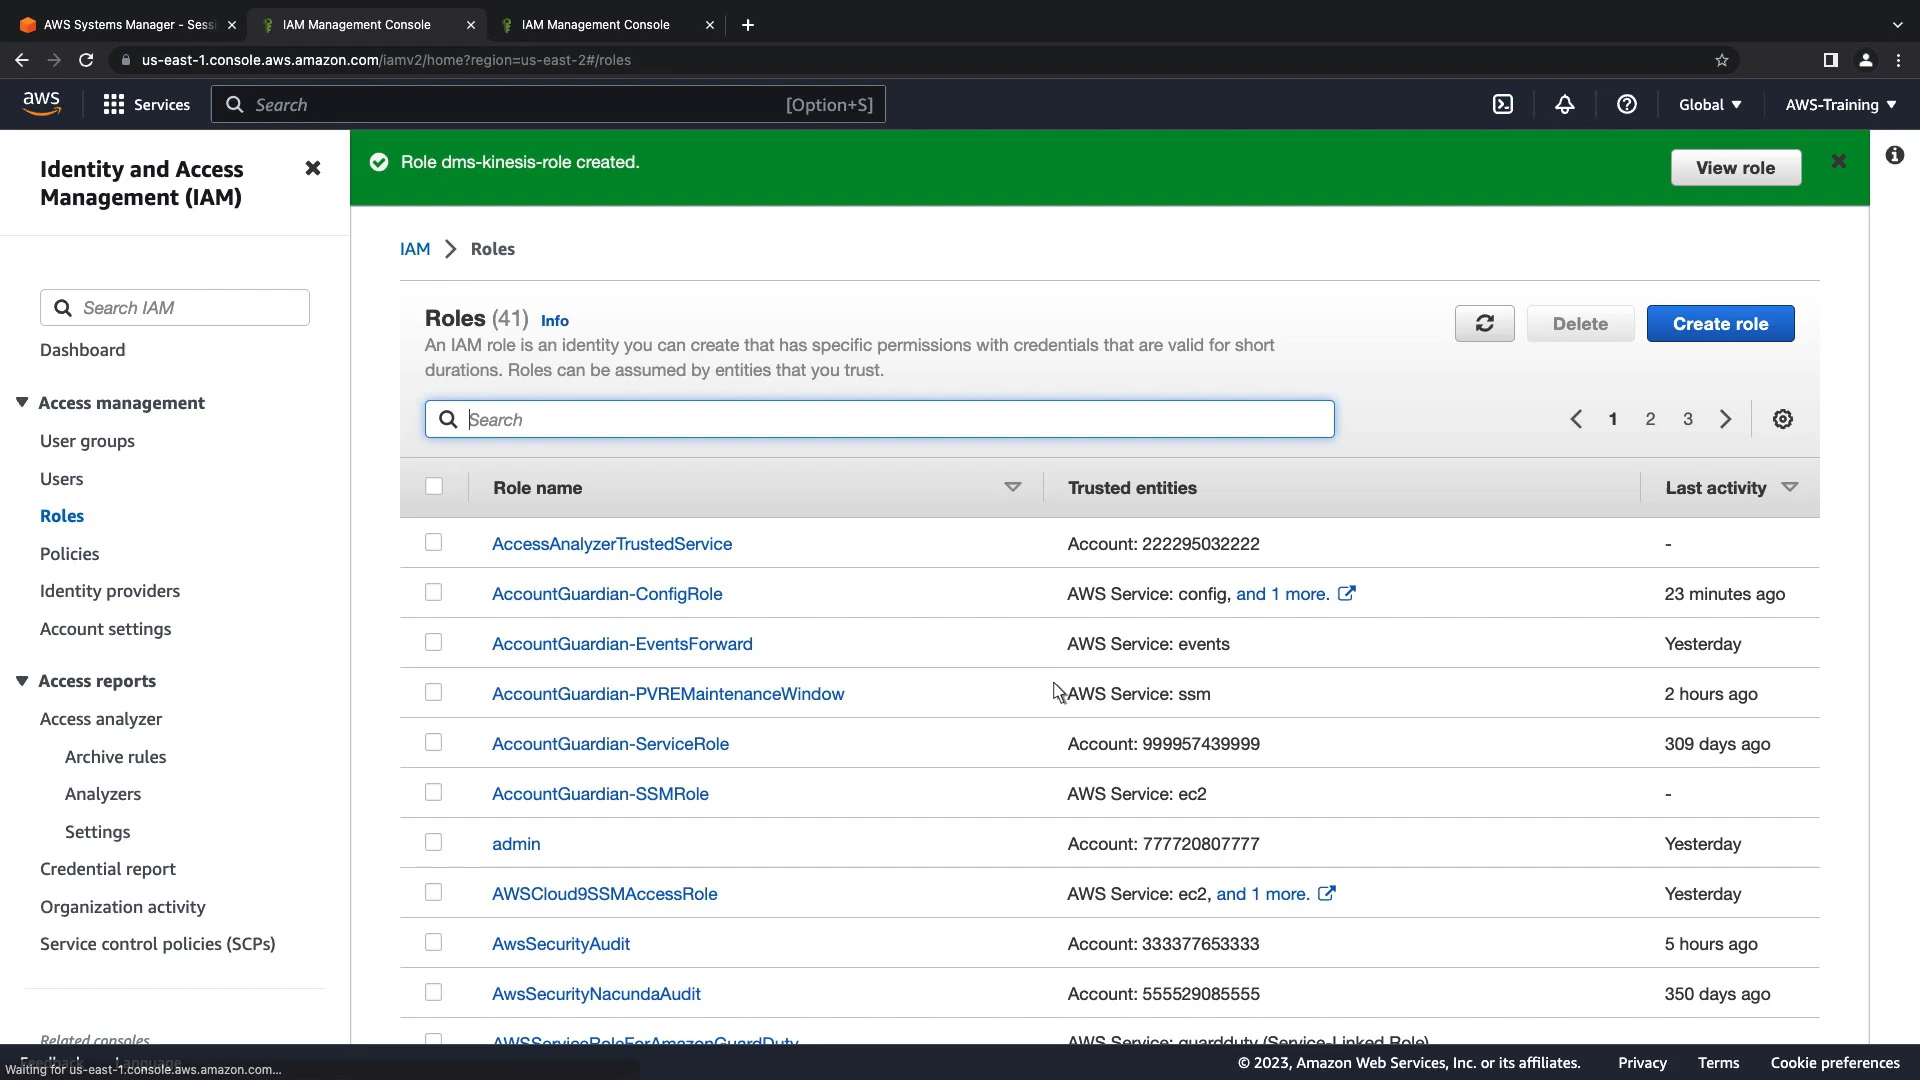 AWS Systems Manager - Sess
IAM Management Console
IAM Management Console
us-east-1.console.aws.amazon.com/iamv2/home?region=us-east-2#/roles
aws
Services
Search
[Option+S]
Global
AWS-Training
Identity and Access
Management (IAM)
Search IAM
Dashboard
Access management
User groups
Users
Roles
Policies
Identity providers
Account settings
Access reports
Access analyzer
Archive rules
Analyzers
Settings
Credential report
Organization activity
Service control policies (SCPs)
Related consoles
Role dms-kinesis-role created.
View role
IAM > Roles
Roles (41) Info
An IAM role is an identity you can create that has specific permissions with credentials that are valid for short
durations. Roles can be assumed by entities that you trust.
Delete
Create role
Search
1 2 3
Role name Trusted entities Last activity
AccessAnalyzerTrustedService Account: 222295032222 -
AccountGuardian-ConfigRole AWS Service: config, and 1 more. 23 minutes ago
AccountGuardian-EventsForward AWS Service: events Yesterday
AccountGuardian-PVREMaintenanceWindow AWS Service: ssm 2 hours ago
AccountGuardian-ServiceRole Account: 999957439999 309 days ago
AccountGuardian-SSMRole AWS Service: ec2 -
admin Account: 777720807777 Yesterday
AWSCloud9SSMAccessRole AWS Service: ec2, and 1 more. Yesterday
AwsSecurityAudit Account: 333377653333 5 hours ago
AwsSecurityNacundaAudit Account: 555529085555 350 days ago
AWSServiceRoleForAmazonGuardDuty AWS Service: guardduty (Service-Linked Role)
Feedback Language
Waiting for us-east-1.console.aws.amazon.com...
© 2023, Amazon Web Services, Inc. or its affiliates. Privacy Terms Cookie preferences